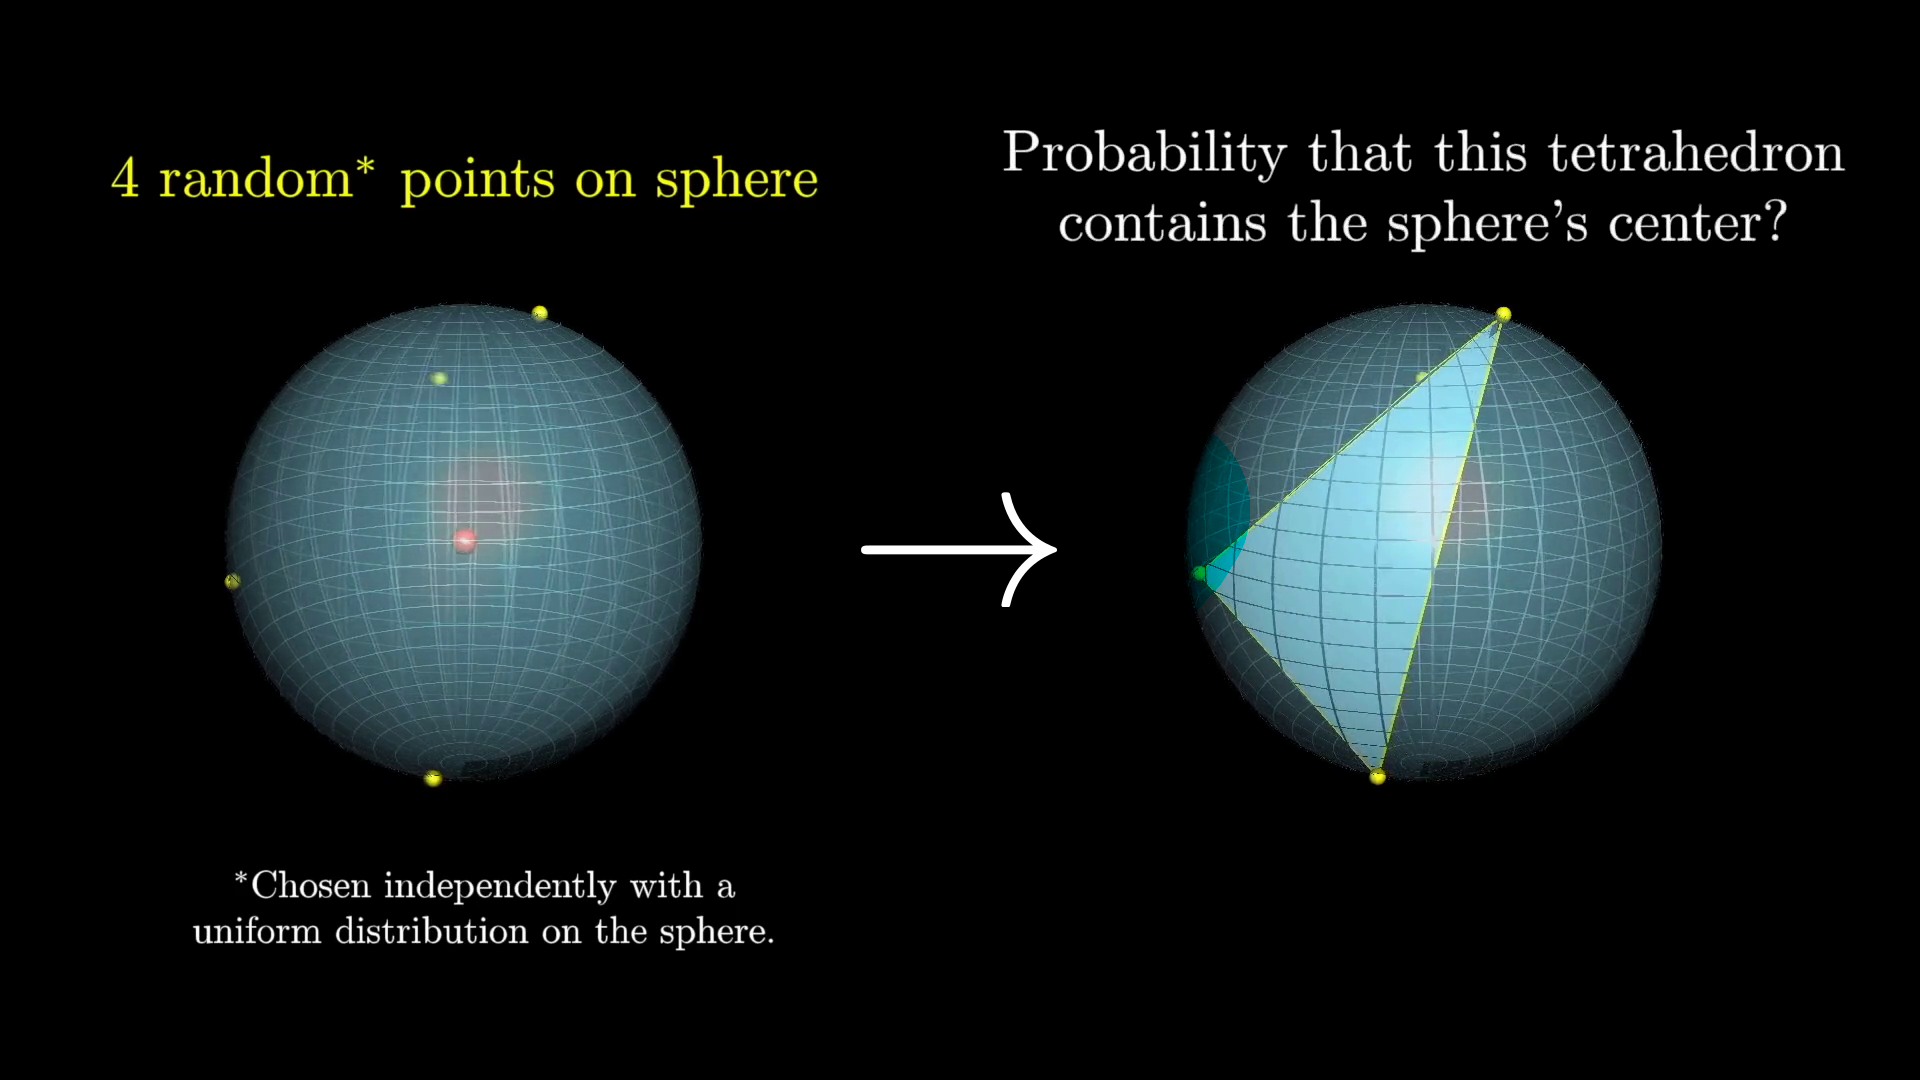 4 random* points on sphere
Probability that this tetrahedron
contains the sphere's center?
*Chosen independently with a
uniform distribution on the sphere.